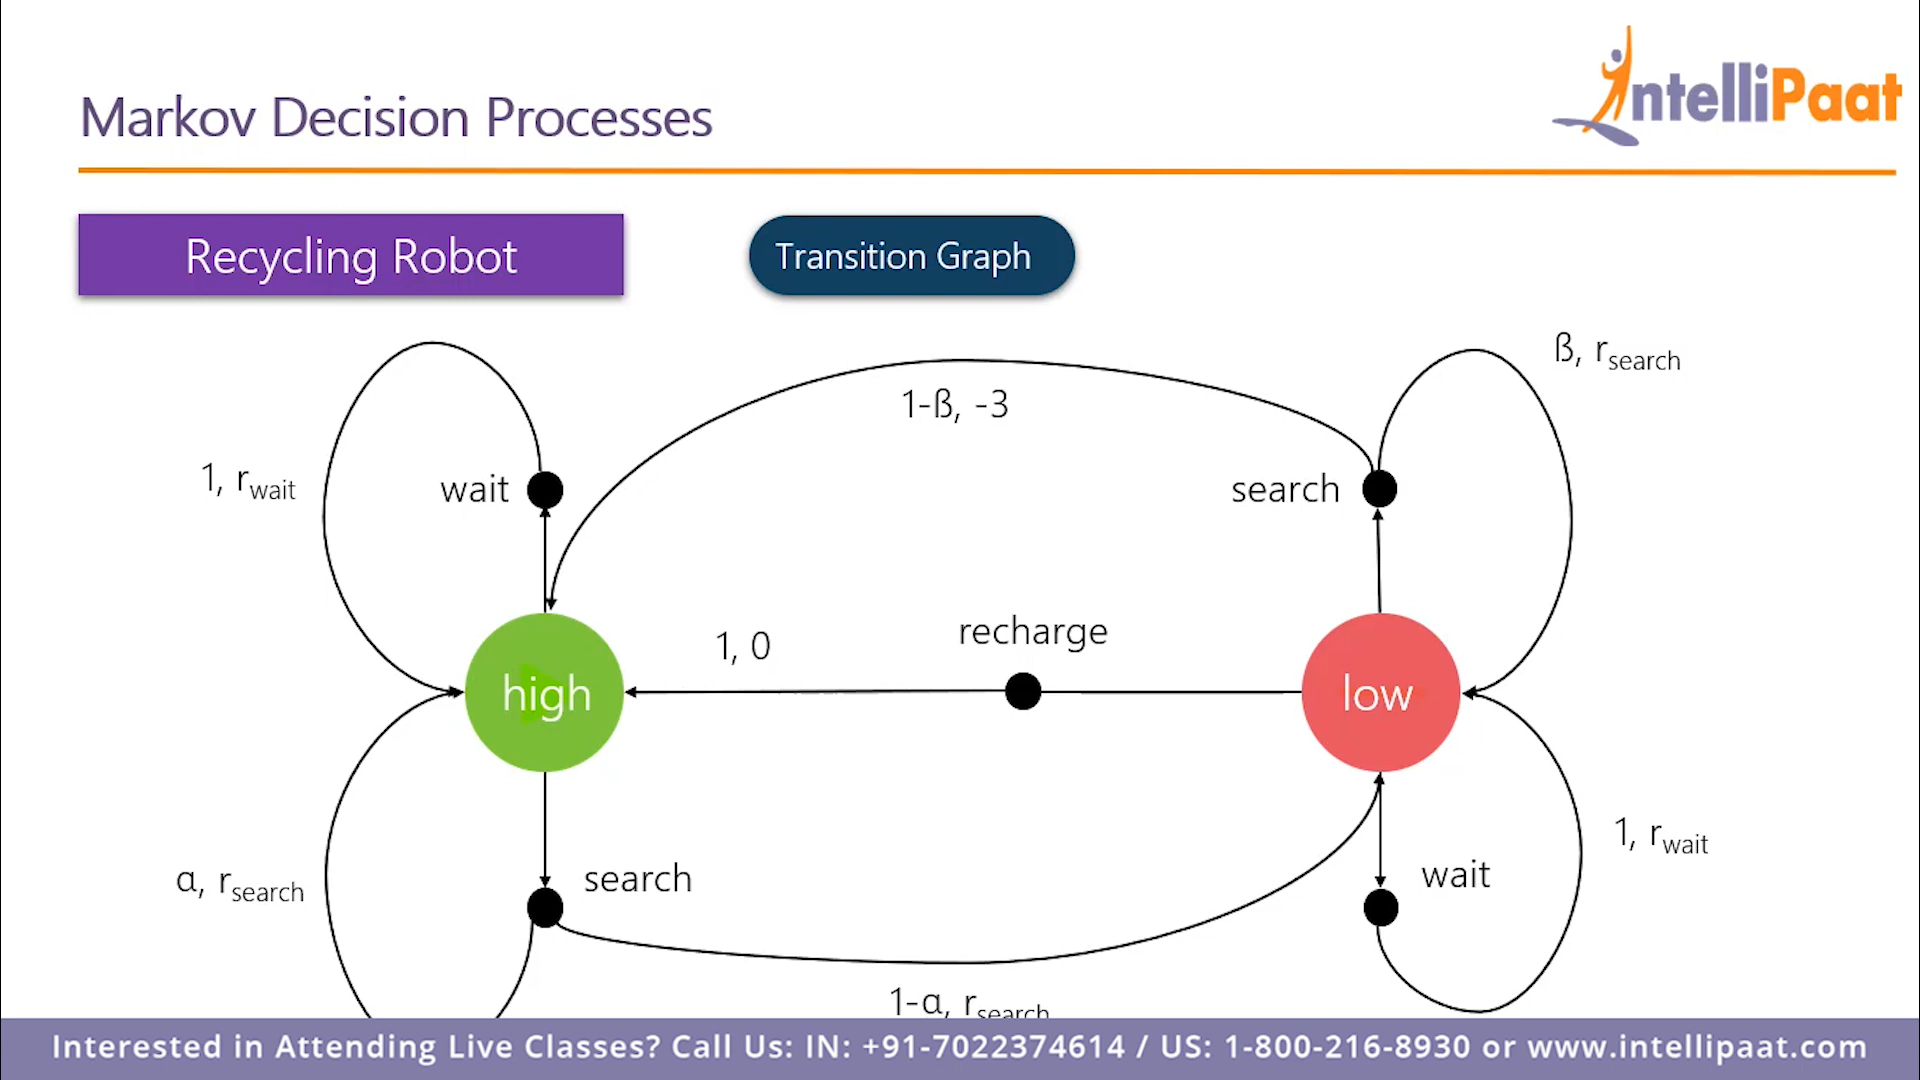 IntelliPaat
Markov Decision Processes
Recycling Robot
Transition Graph
ß, rsearch
1-ß, -3
1, rwait
wait
search
1, 0
recharge
high
low
1, rwait
α, rsearch
search
wait
1-α, rsearch
Interested in Attending Live Classes? Call Us: IN: +91-7022374614 / US: 1-800-216-8930 or www.intellipaat.com